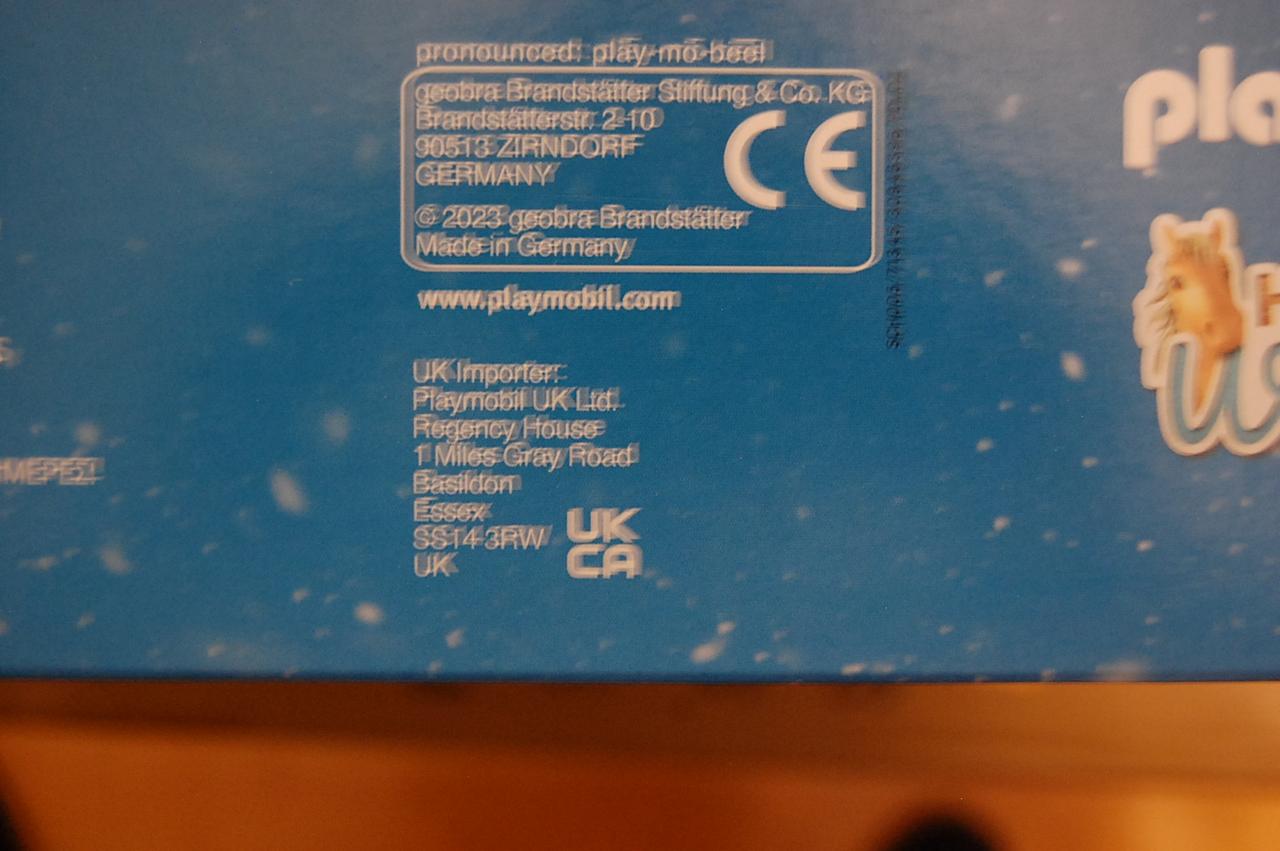 pronounced: play-mo-beel
geobra Brandstätter Stiftung & Co. KG
Brandstätterstr. 2-10
90513 ZIRNDORF
GERMANY
CE
© 2023 geobra Brandstätter
Made in Germany
www.playmobil.com
UK Importer:
Playmobil UK Ltd.
Regency House
1 Miles Gray Road
Basildon
Essex
SS14 3RW
UK
UK
CA
pla